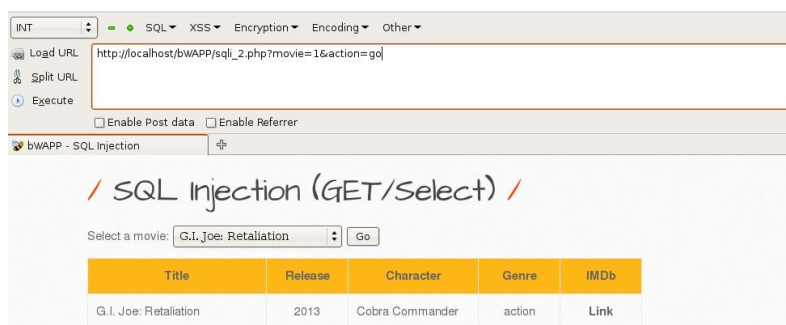 INT SQL▾ XSS▾ Encryption▾ Encoding▾ Other▾
Load URL http://localhost/bWAPP/sqli_2.php?movie=1&action=go
Split URL
Execute
Enable Post data Enable Referrer
bWAPP - SQL Injection
/ SQL Injection (GET/Select) /
Select a movie: G.I. Joe: Retaliation Go
Title Release Character Genre IMDb
G.I. Joe: Retaliation 2013 Cobra Commander action Link